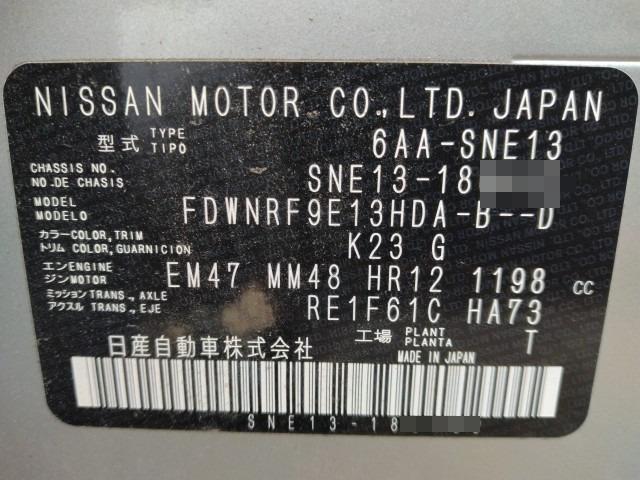 NISSAN MOTOR CO.,LTD. JAPAN
型式 TYPE TIPO 6AA-SNE13
CHASSIS NO. NO.DE CHASIS SNE13-18
MODEL MODELO FDWNRF9E13HDA-B--D
カラー COLOR,TRIM トリム COLOR,GUARNICION K23 G
エンジン ENGINE MOTOR EM47 MM48 HR12 1198 CC
ミッション TRANS.,AXLE アクスル TRANS.,EJE RE1F61C HA73
工場 PLANT PLANTA T
日産自動車株式会社 MADE IN JAPAN
SNE13-18